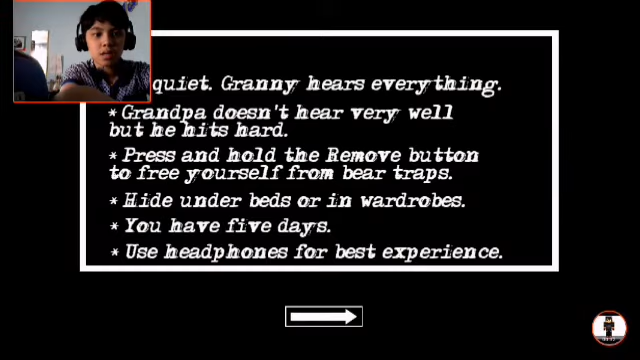 quiet. Granny hears everything.
* Grandpa doesn't hear very well
but he hits hard.
* Press and hold the Remove button
to free yourself from bear traps.
* Hide under beds or in wardrobes.
* You have five days.
* Use headphones for best experience.